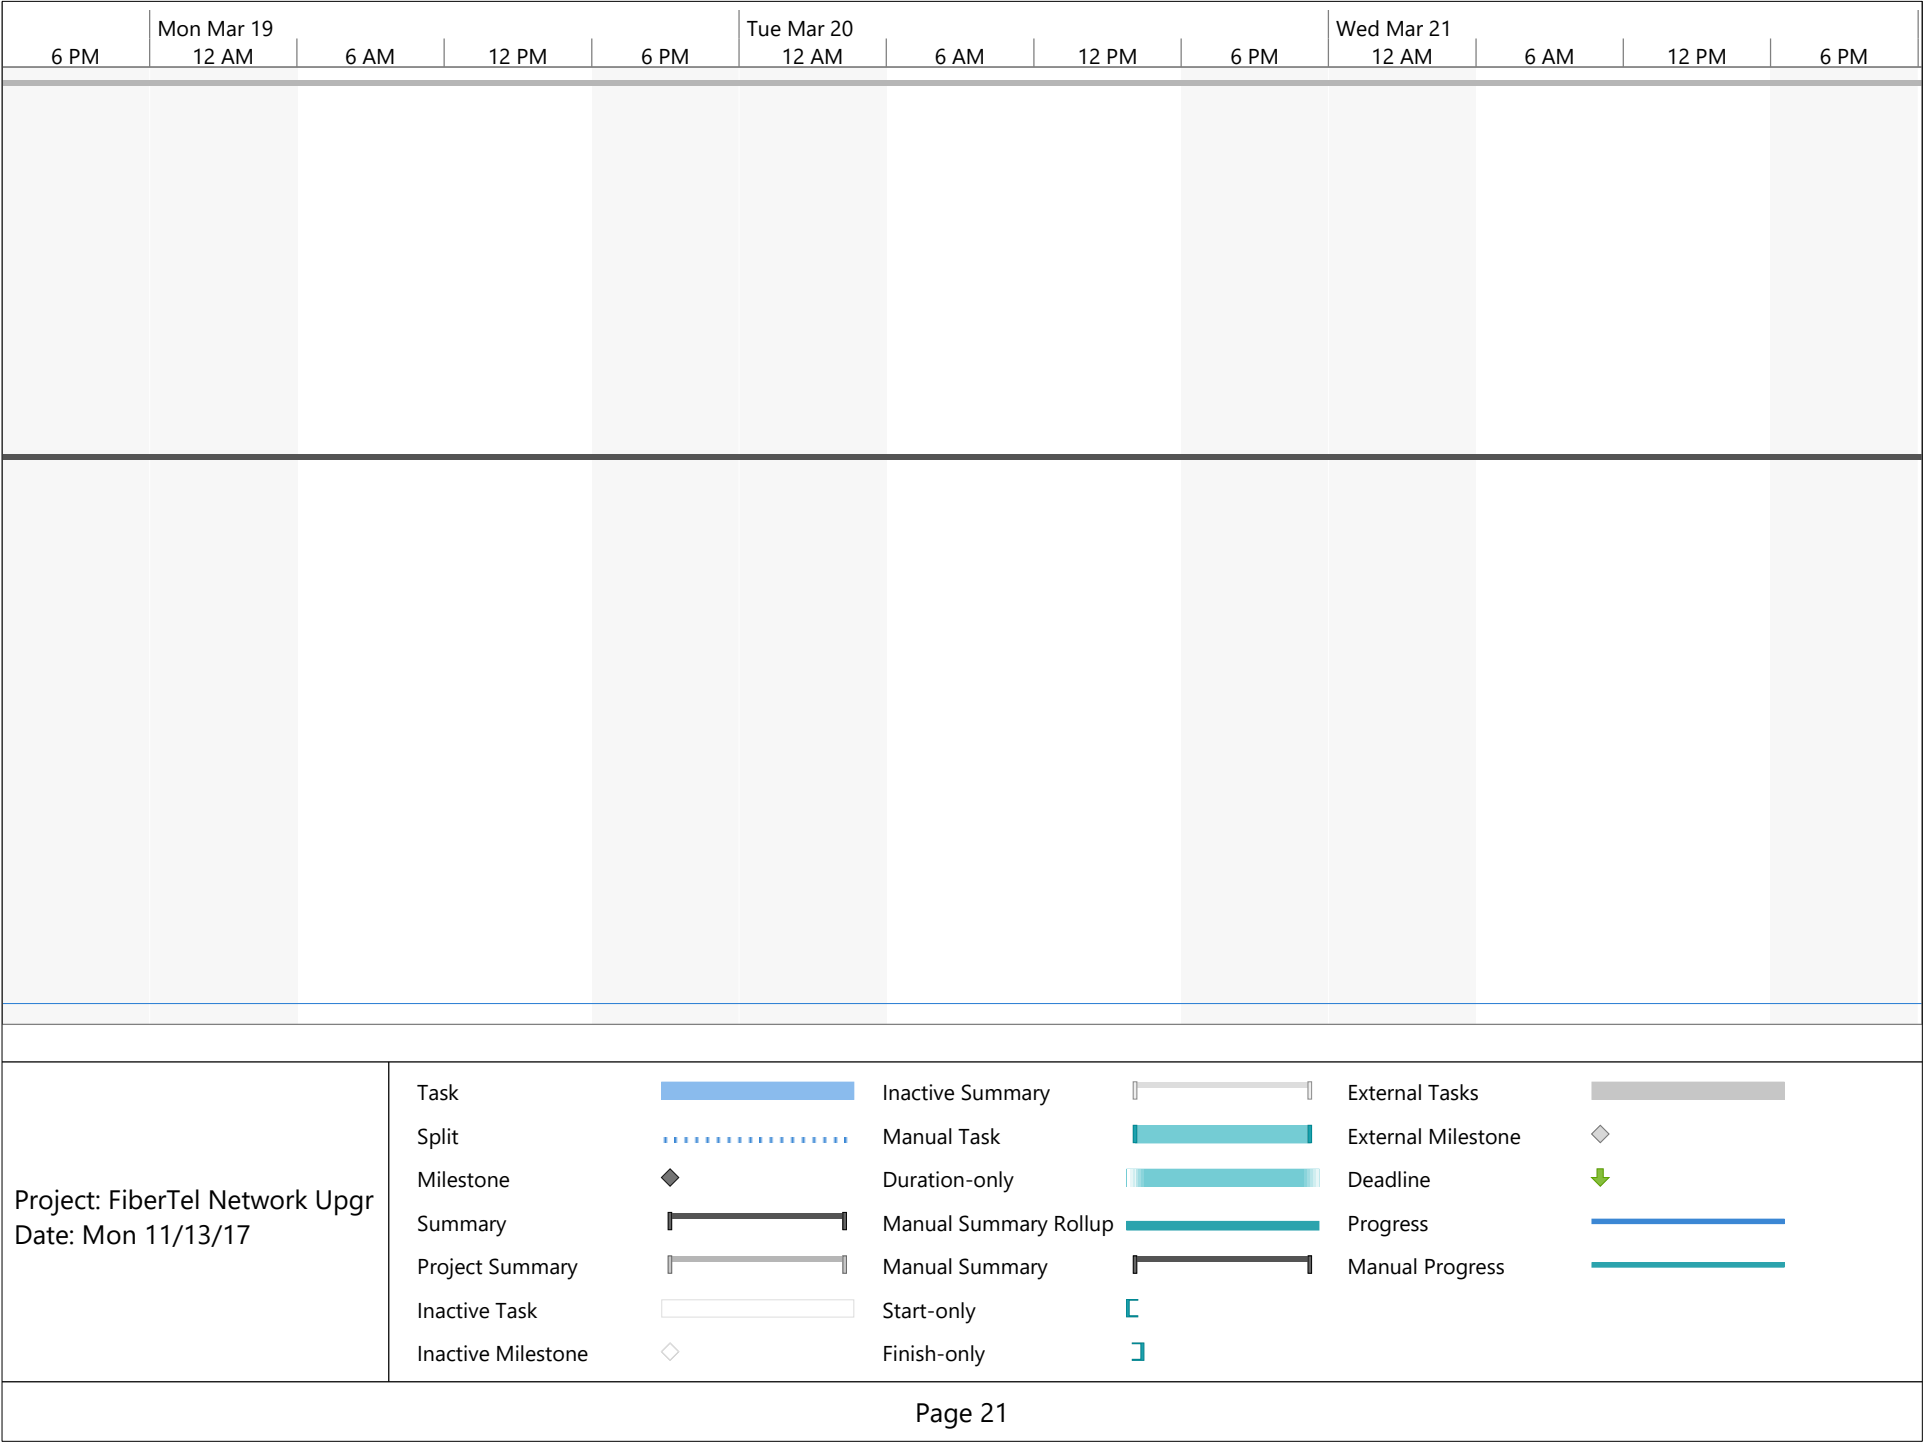 Mon Mar 19 Tue Mar 20 Wed Mar 21
6 PM 12 AM 6 AM 12 PM 6 PM 12 AM 6 AM 12 PM 6 PM 12 AM 6 AM 12 PM 6 PM
Project: FiberTel Network Upgr
Date: Mon 11/13/17
Task
Split
Milestone
Summary
Project Summary
Inactive Task
Inactive Milestone
Inactive Summary
Manual Task
Duration-only
Manual Summary Rollup
Manual Summary
Start-only
Finish-only
External Tasks
External Milestone
Deadline
Progress
Manual Progress
Page 21